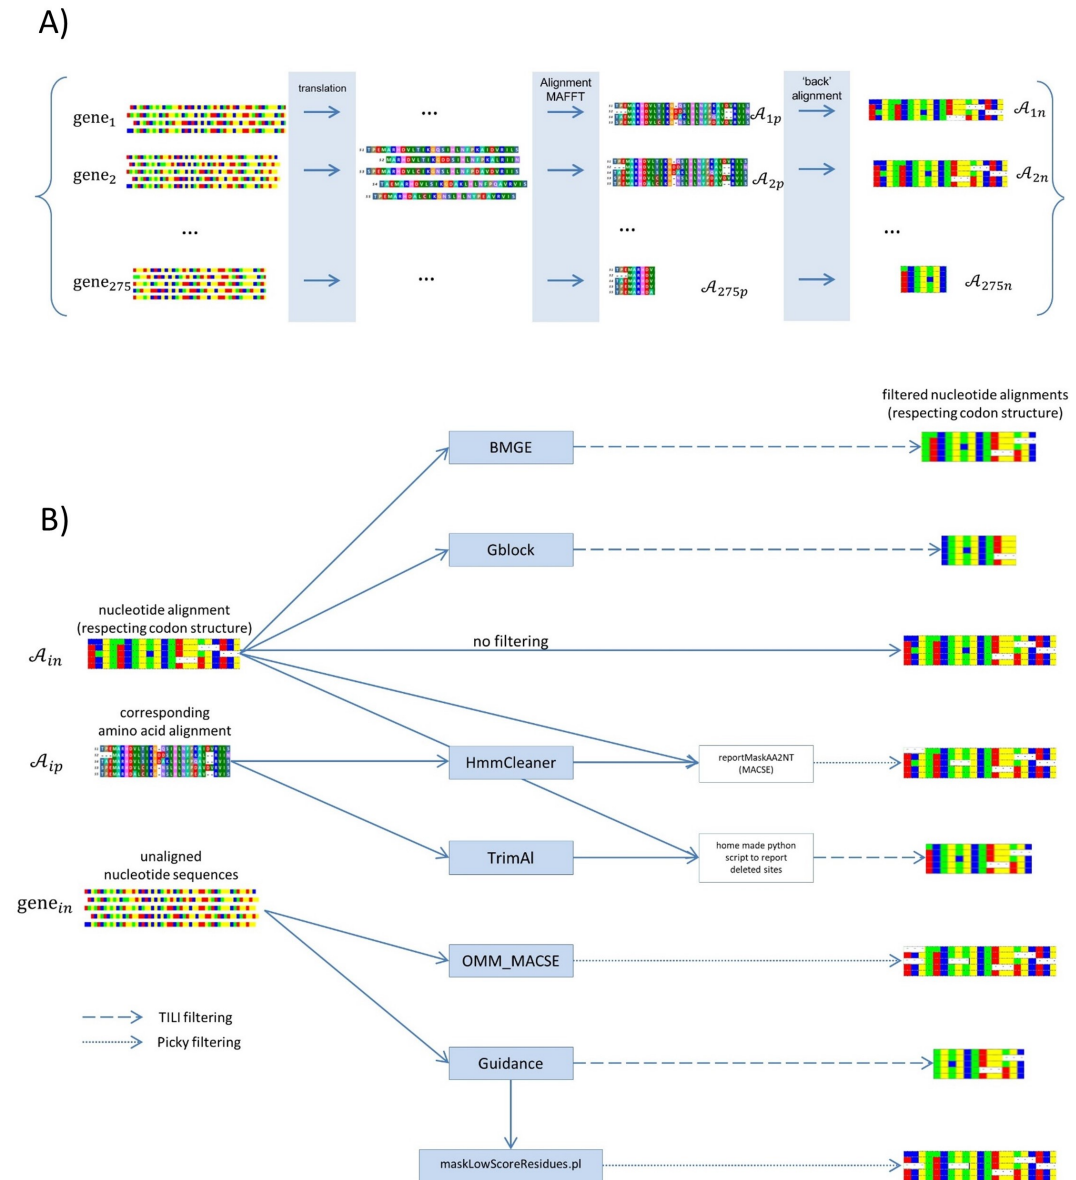 A)
translation
Alignment
MAFFT
'back'
alignment
gene₁
...
𝒜₁p
𝒜₁n
gene₂
𝒜₂p
𝒜₂n
...
...
...
gene₂₇₅
...
𝒜₂₇₅p
𝒜₂₇₅n
filtered nucleotide alignments
(respecting codon structure)
BMGE
B)
Gblock
nucleotide alignment
(respecting codon structure)
no filtering
𝒜in
corresponding
amino acid alignment
𝒜ip
HmmCleaner
reportMaskAA2NT
(MACSE)
unaligned
nucleotide sequences
TrimAl
home made python
script to report
deleted sites
genein
OMM_MACSE
TILI filtering
Picky filtering
Guidance
maskLowScoreResidues.pl